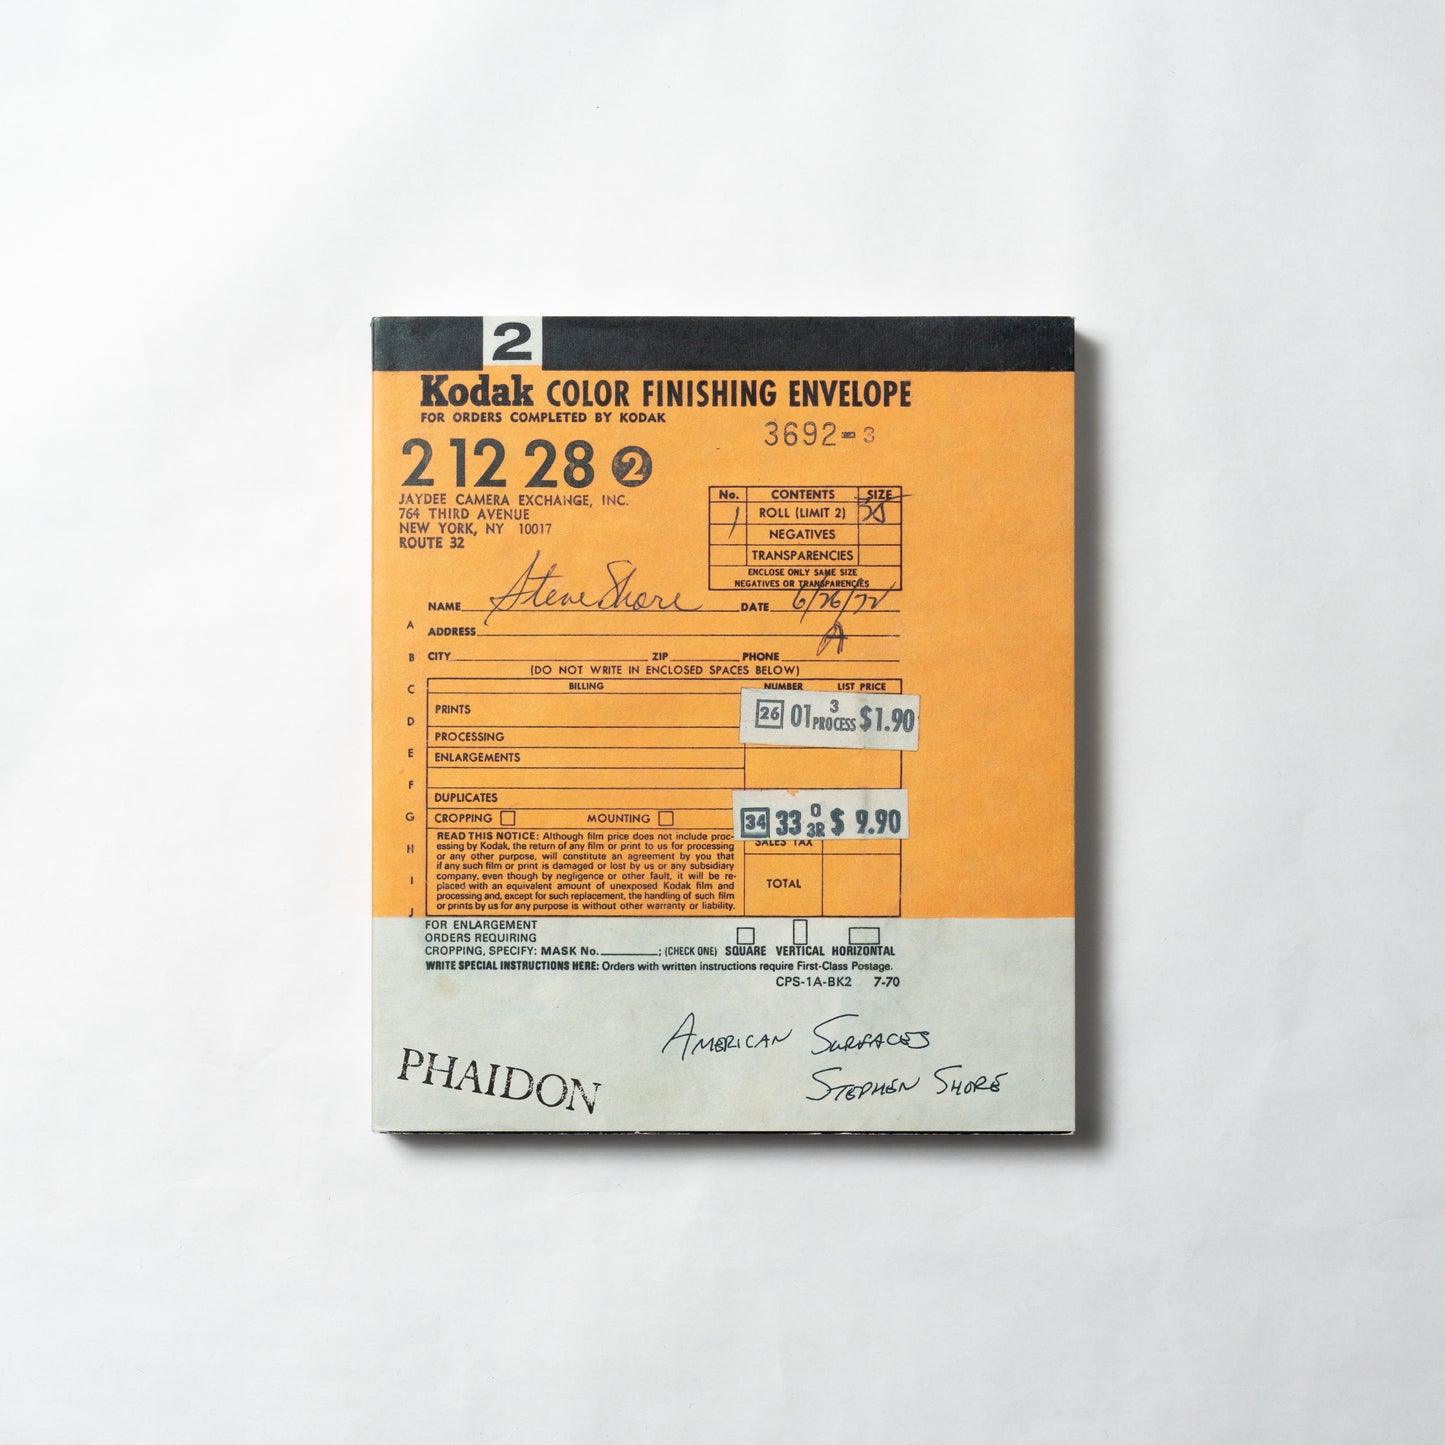 2
Kodak COLOR FINISHING ENVELOPE
FOR ORDERS COMPLETED BY KODAK
3692-3
2 12 28 2
JAYDEE CAMERA EXCHANGE, INC.
764 THIRD AVENUE
NEW YORK, NY 10017
ROUTE 32
No. CONTENTS SIZE
1 ROLL (LIMIT 2)
NEGATIVES
TRANSPARENCIES
ENCLOSE ONLY SAME SIZE
NEGATIVES OR TRANSPARENCIES
NAME Steve Shore DATE 6/26/72
A ADDRESS A
B CITY ZIP PHONE
(DO NOT WRITE IN ENCLOSED SPACES BELOW)
C BILLING NUMBER LIST PRICE
D PRINTS 26 01 3 PROCESS $1.90
PROCESSING
E ENLARGEMENTS
F DUPLICATES
G CROPPING MOUNTING 34 33 0 3R $ 9.90
READ THIS NOTICE: Although film price does not include proc-
essing by Kodak, the return of any film or print to us for processing
H or any other purpose, will constitute an agreement by you that
if any such film or print is damaged or lost by us or any subsidiary
company, even though by negligence or other fault, it will be re-
I placed with an equivalent amount of unexposed Kodak film and
processing and, except for such replacement, the handling of such film
J or prints by us for any purpose is without other warranty or liability.
SALES TAX
TOTAL
FOR ENLARGEMENT
ORDERS REQUIRING
CROPPING, SPECIFY: MASK No. ; (CHECK ONE) SQUARE VERTICAL HORIZONTAL
WRITE SPECIAL INSTRUCTIONS HERE: Orders with written instructions require First-Class Postage.
CPS-1A-BK2 7-70
AMERICAN SURFACES
STEPHEN SHORE
PHAIDON